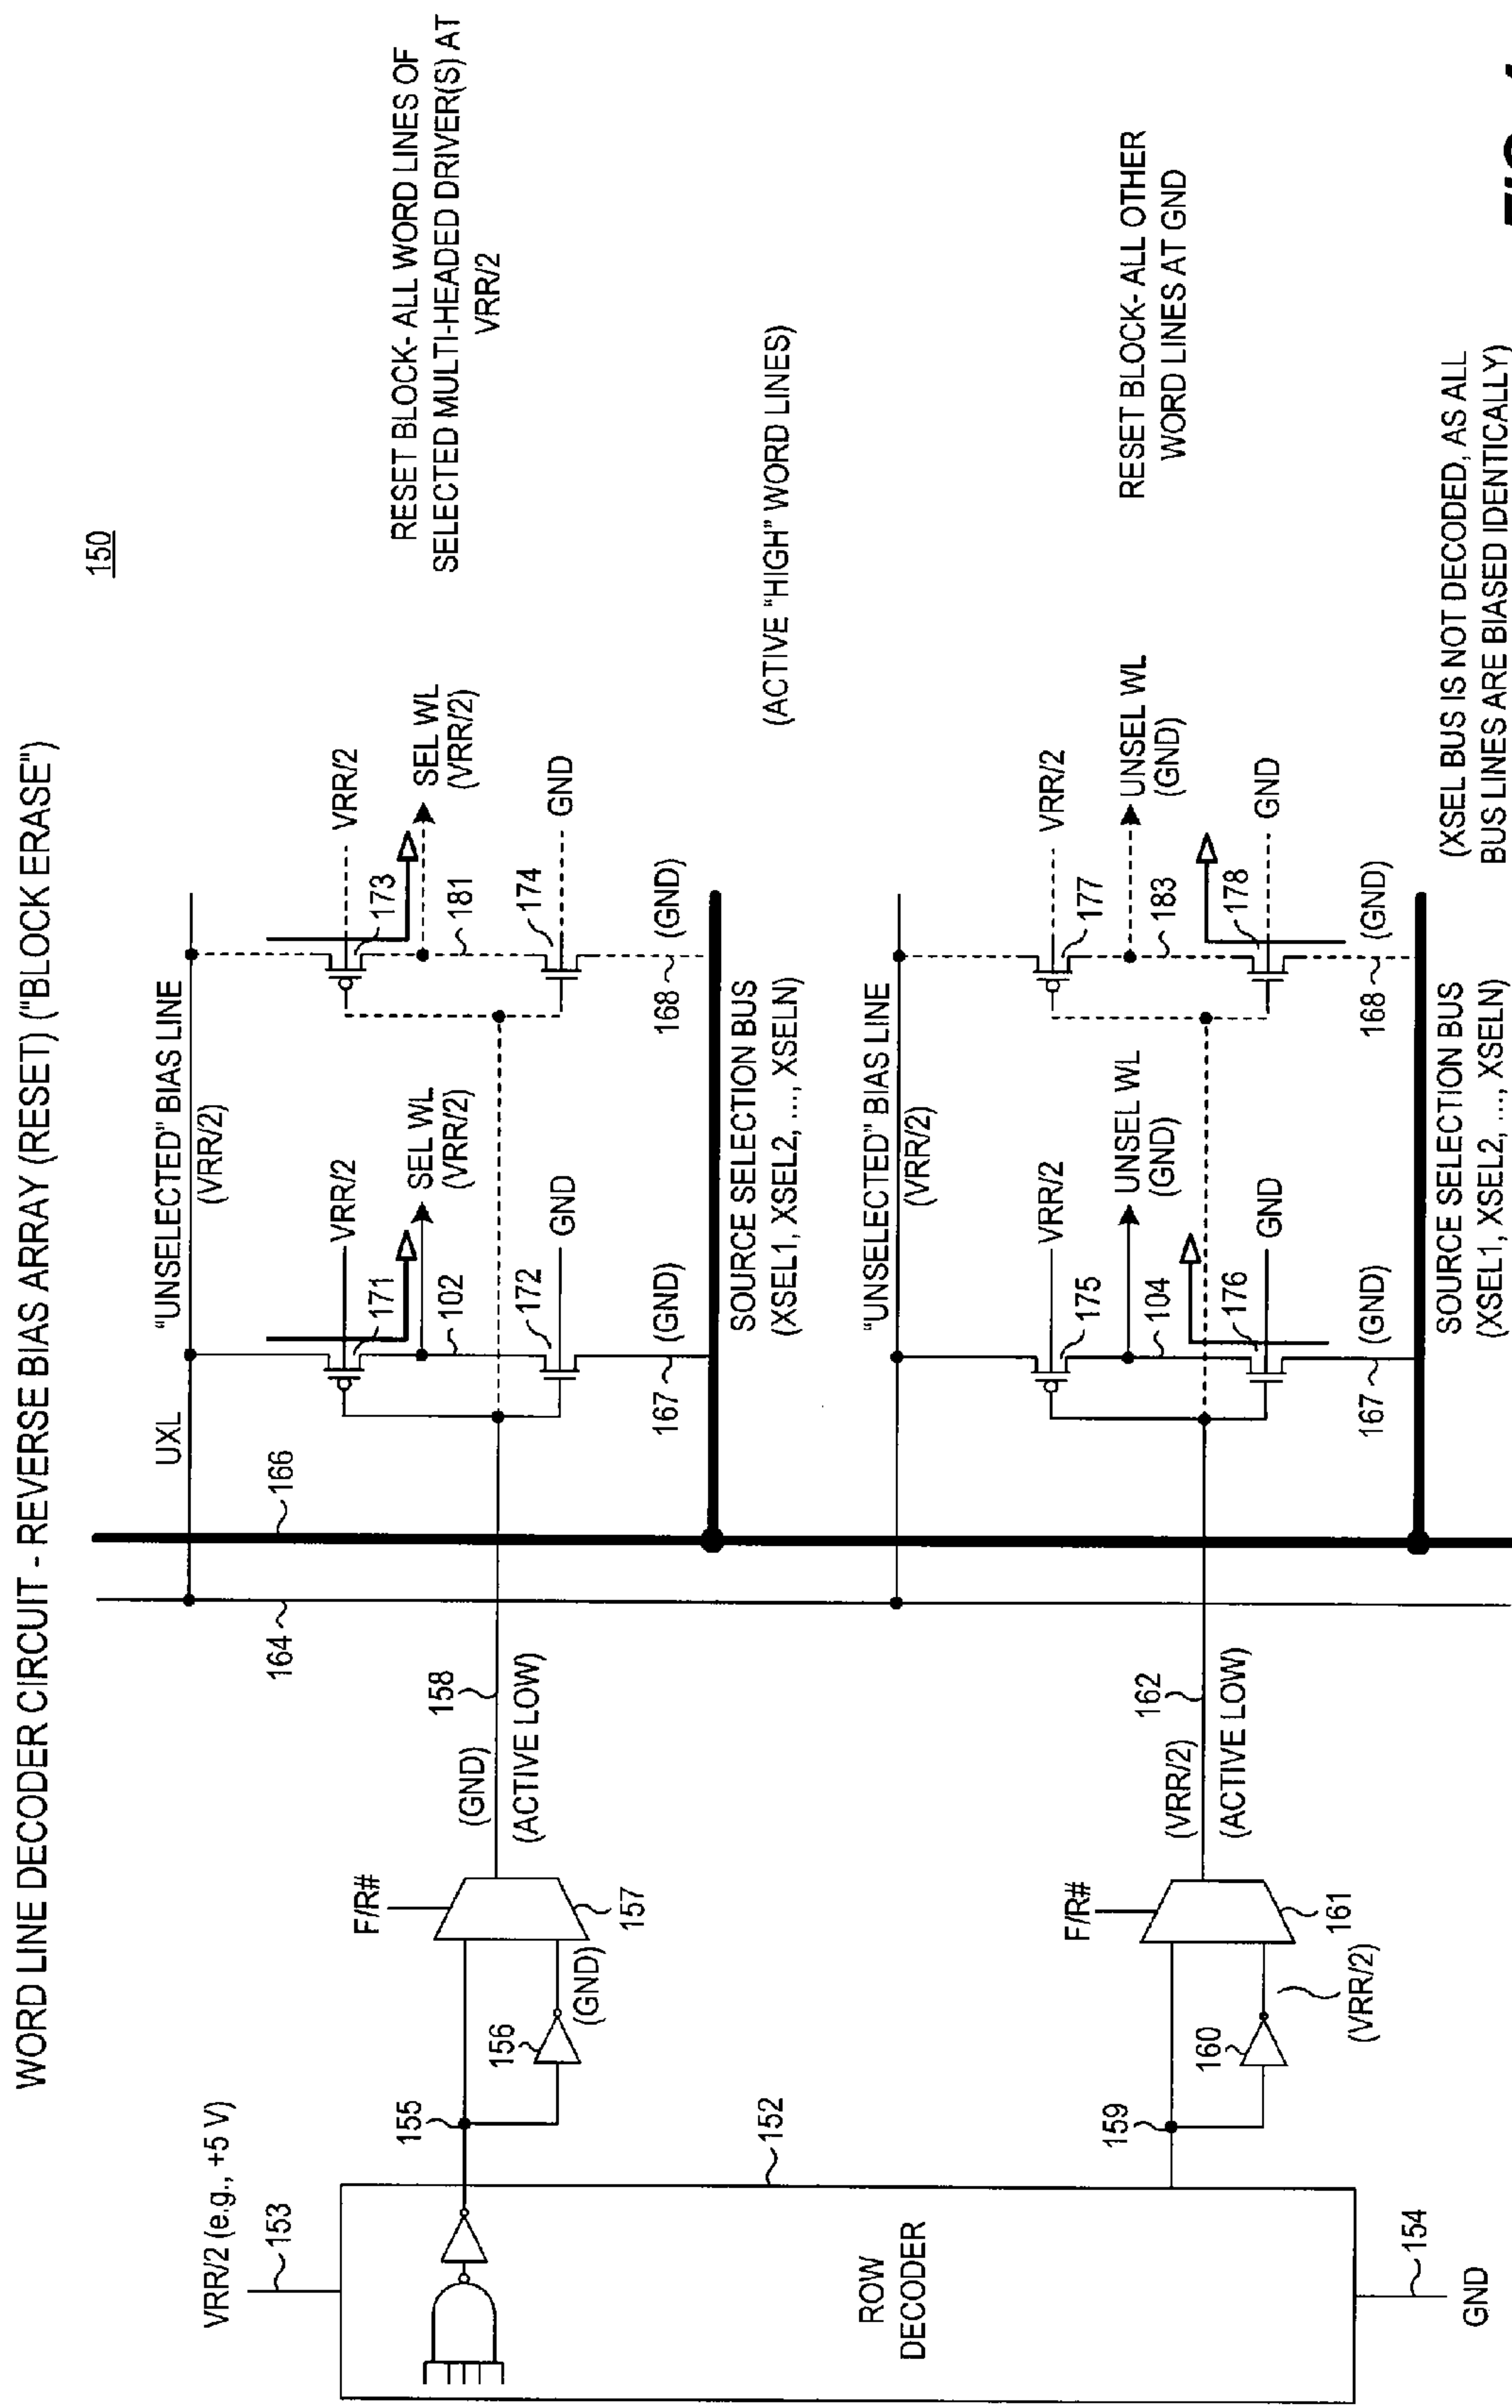 WORD LINE DECODER CIRCUIT - REVERSE BIAS ARRAY (RESET) ("BLOCK ERASE")
150
VRR/2 (e.g., +5 V)
153
152
ROW
DECODER
154
GND
155
156
(GND)
F/R#
157
158
(GND)
(ACTIVE LOW)
159
160
(VRR/2)
F/R#
161
162
(VRR/2)
(ACTIVE LOW)
164
166
UXL
"UNSELECTED" BIAS LINE
(VRR/2)
VRR/2
171
SEL WL
(VRR/2)
102
172
GND
167
(GND)
VRR/2
173
SEL WL
(VRR/2)
181
174
GND
168
(GND)
SOURCE SELECTION BUS
(XSEL1, XSEL2, ..., XSELN)
RESET BLOCK- ALL WORD LINES OF
SELECTED MULTI-HEADED DRIVER(S) AT
VRR/2
(ACTIVE "HIGH" WORD LINES)
"UNSELECTED" BIAS LINE
(VRR/2)
VRR/2
175
UNSEL WL
(GND)
104
176
GND
167
(GND)
VRR/2
177
UNSEL WL
(GND)
183
178
GND
168
(GND)
SOURCE SELECTION BUS
(XSEL1, XSEL2, ..., XSELN)
RESET BLOCK- ALL OTHER
WORD LINES AT GND
(XSEL BUS IS NOT DECODED, AS ALL
BUS LINES ARE BIASED IDENTICALLY)